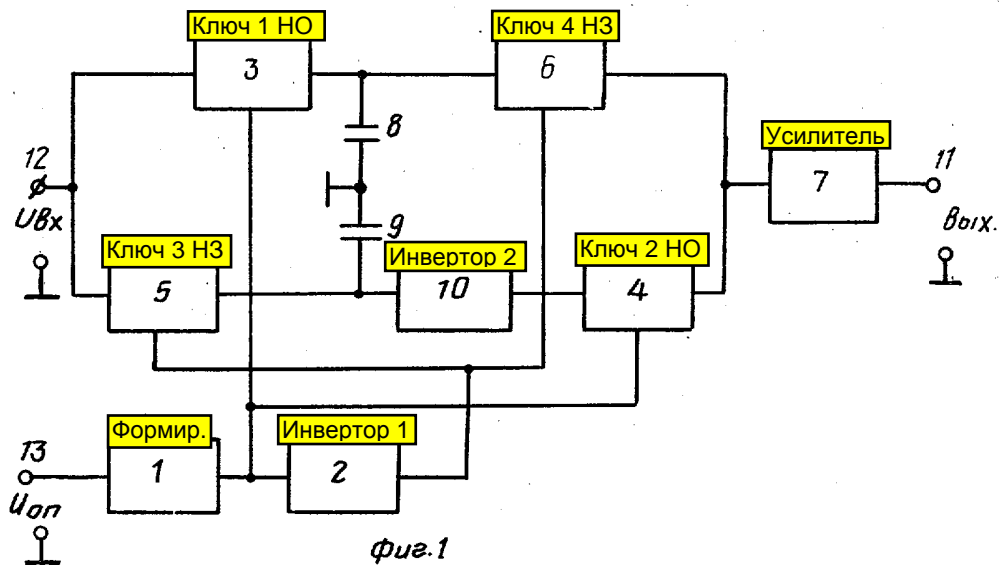 Ключ 1 НО
3
Ключ 4 НЗ
6
8
12
Uвх
9
Усилитель
7
11
Вых.
Ключ 3 НЗ
5
Инвертор 2
10
Ключ 2 НО
4
13
Uоп
Формир.
1
Инвертор 1
2
фиг.1